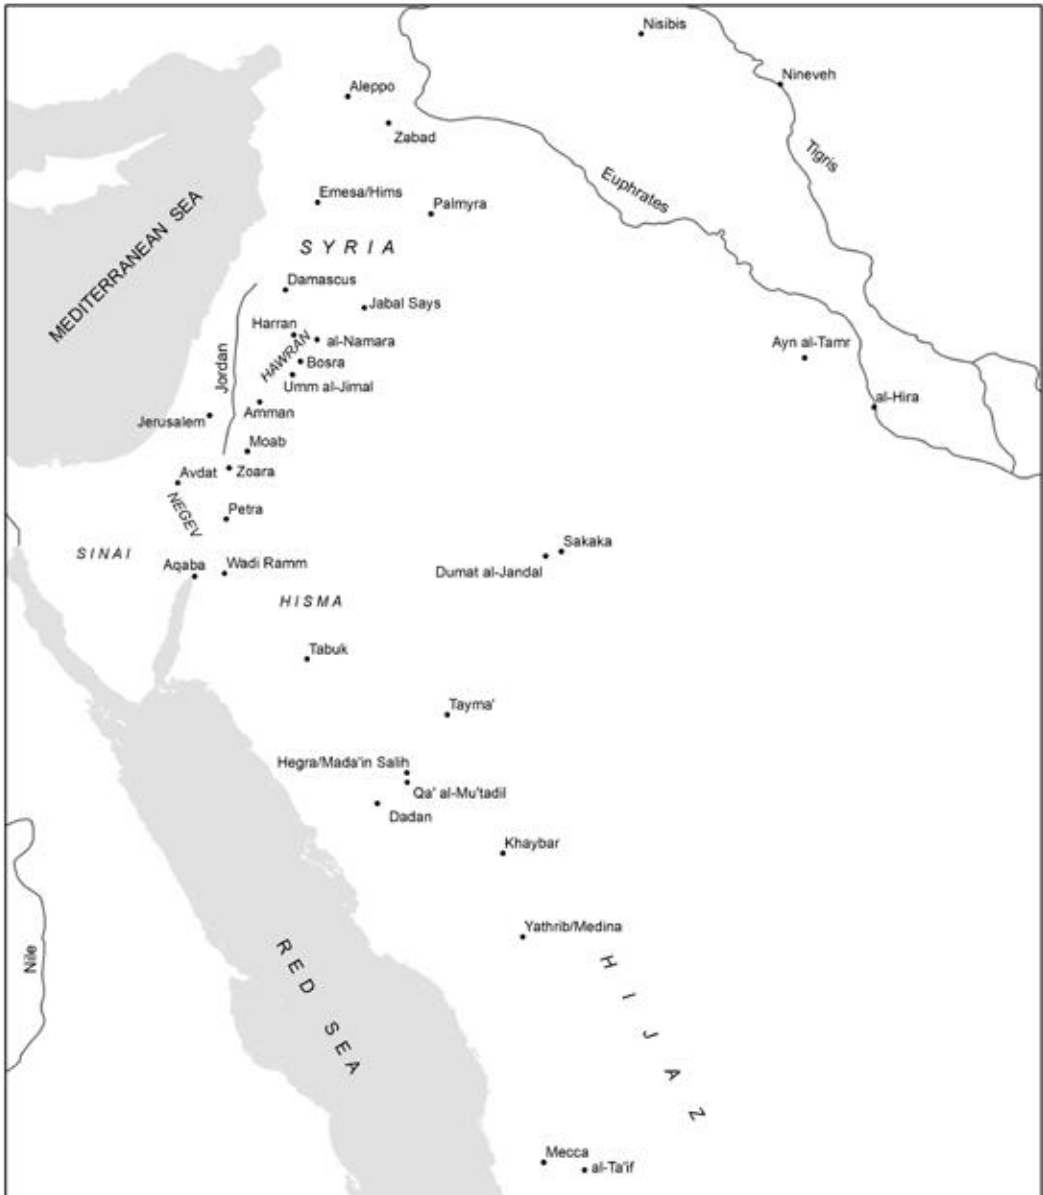 Nisibis
Nineveh
Aleppo
Zabad
Tigris
Euphrates
Emesa/Hims
Palmyra
MEDITERRANEAN SEA
SYRIA
Damascus
Jabal Says
Harran
al-Namara
HAWRAN
Bosra
Ayn al-Tamr
Jordan
Umm al-Jimal
al-Hira
Amman
Jerusalem
Moab
Avdat
Zoara
NEGEV
Petra
SINAI
Aqaba
Wadi Ramm
Sakaka
Dumat al-Jandal
HISMA
Tabuk
Tayma'
Hegra/Mada'in Salih
Qa' al-Mu'tadil
Dadan
Khaybar
Yathrib/Medina
Nile
RED SEA
HIJAZ
Mecca
al-Ta'if